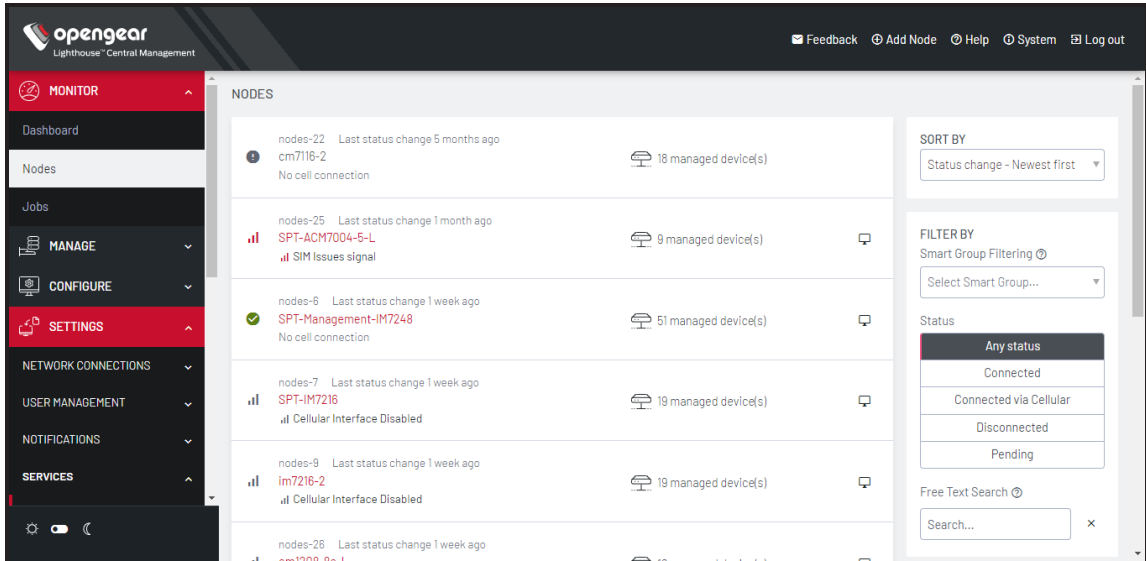 opengear
Lighthouse™ Central Management
Feedback
Add Node
Help
System
Log out
MONITOR
Dashboard
Nodes
Jobs
MANAGE
CONFIGURE
SETTINGS
NETWORK CONNECTIONS
USER MANAGEMENT
NOTIFICATIONS
SERVICES
NODES
nodes-22 Last status change 5 months ago
cm7116-2
No cell connection
18 managed device(s)
nodes-25 Last status change 1 month ago
SPT-ACM7004-5-L
SIM Issues signal
9 managed device(s)
nodes-6 Last status change 1 week ago
SPT-Management-IM7248
No cell connection
51 managed device(s)
nodes-7 Last status change 1 week ago
SPT-IM7216
Cellular Interface Disabled
19 managed device(s)
nodes-9 Last status change 1 week ago
im7216-2
Cellular Interface Disabled
19 managed device(s)
nodes-26 Last status change 1 week ago
SORT BY
Status change - Newest first
FILTER BY
Smart Group Filtering
Select Smart Group...
Status
Any status
Connected
Connected via Cellular
Disconnected
Pending
Free Text Search
Search...